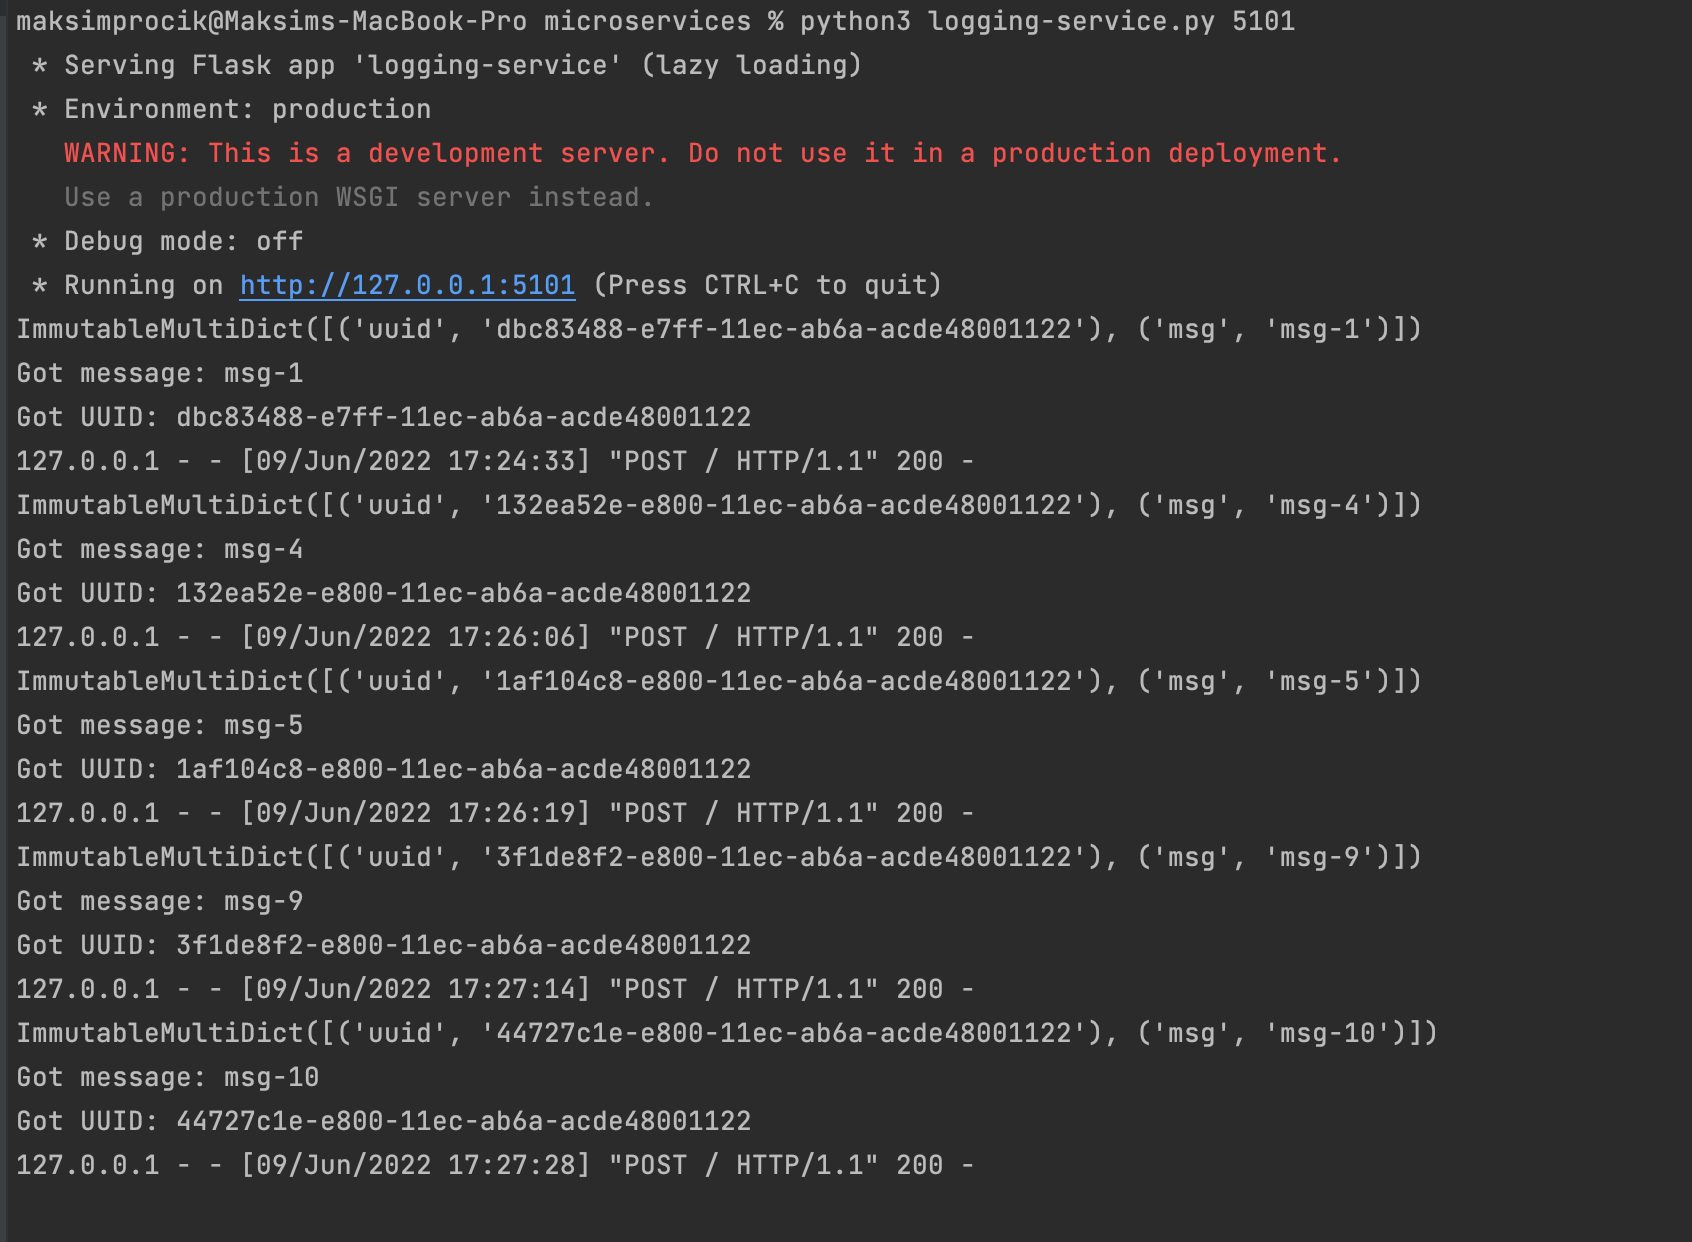 maksimprocik@Maksims-MacBook-Pro microservices % python3 logging-service.py 5101
* Serving Flask app 'logging-service' (lazy loading)
* Environment: production
WARNING: This is a development server. Do not use it in a production deployment.
Use a production WSGI server instead.
* Debug mode: off
* Running on http://127.0.0.1:5101 (Press CTRL+C to quit)
ImmutableMultiDict([('uuid', 'dbc83488-e7ff-11ec-ab6a-acde48001122'), ('msg', 'msg-1')])
Got message: msg-1
Got UUID: dbc83488-e7ff-11ec-ab6a-acde48001122
127.0.0.1 - - [09/Jun/2022 17:24:33] "POST / HTTP/1.1" 200 -
ImmutableMultiDict([('uuid', '132ea52e-e800-11ec-ab6a-acde48001122'), ('msg', 'msg-4')])
Got message: msg-4
Got UUID: 132ea52e-e800-11ec-ab6a-acde48001122
127.0.0.1 - - [09/Jun/2022 17:26:06] "POST / HTTP/1.1" 200 -
ImmutableMultiDict([('uuid', '1af104c8-e800-11ec-ab6a-acde48001122'), ('msg', 'msg-5')])
Got message: msg-5
Got UUID: 1af104c8-e800-11ec-ab6a-acde48001122
127.0.0.1 - - [09/Jun/2022 17:26:19] "POST / HTTP/1.1" 200 -
ImmutableMultiDict([('uuid', '3f1de8f2-e800-11ec-ab6a-acde48001122'), ('msg', 'msg-9')])
Got message: msg-9
Got UUID: 3f1de8f2-e800-11ec-ab6a-acde48001122
127.0.0.1 - - [09/Jun/2022 17:27:14] "POST / HTTP/1.1" 200 -
ImmutableMultiDict([('uuid', '44727c1e-e800-11ec-ab6a-acde48001122'), ('msg', 'msg-10')])
Got message: msg-10
Got UUID: 44727c1e-e800-11ec-ab6a-acde48001122
127.0.0.1 - - [09/Jun/2022 17:27:28] "POST / HTTP/1.1" 200 -